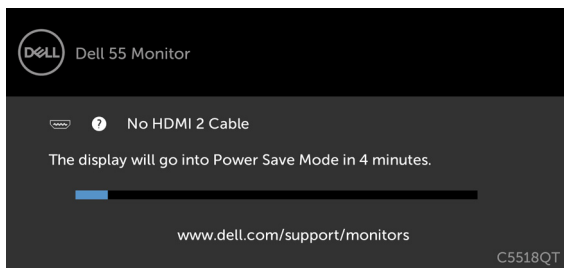 DELL
Dell 55 Monitor
? No HDMI 2 Cable
The display will go into Power Save Mode in 4 minutes.
www.dell.com/support/monitors
C5518QT